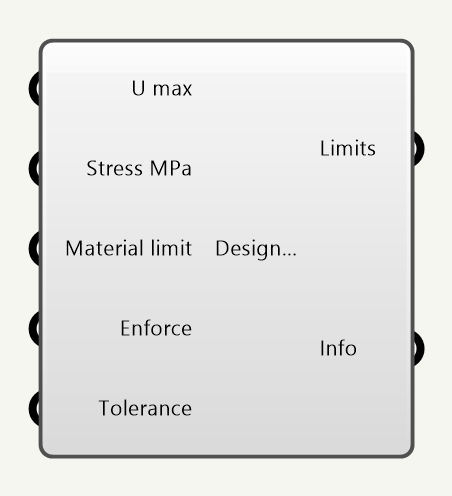 U max
Stress MPa
Material limit
Enforce
Tolerance
Design...
Limits
Info